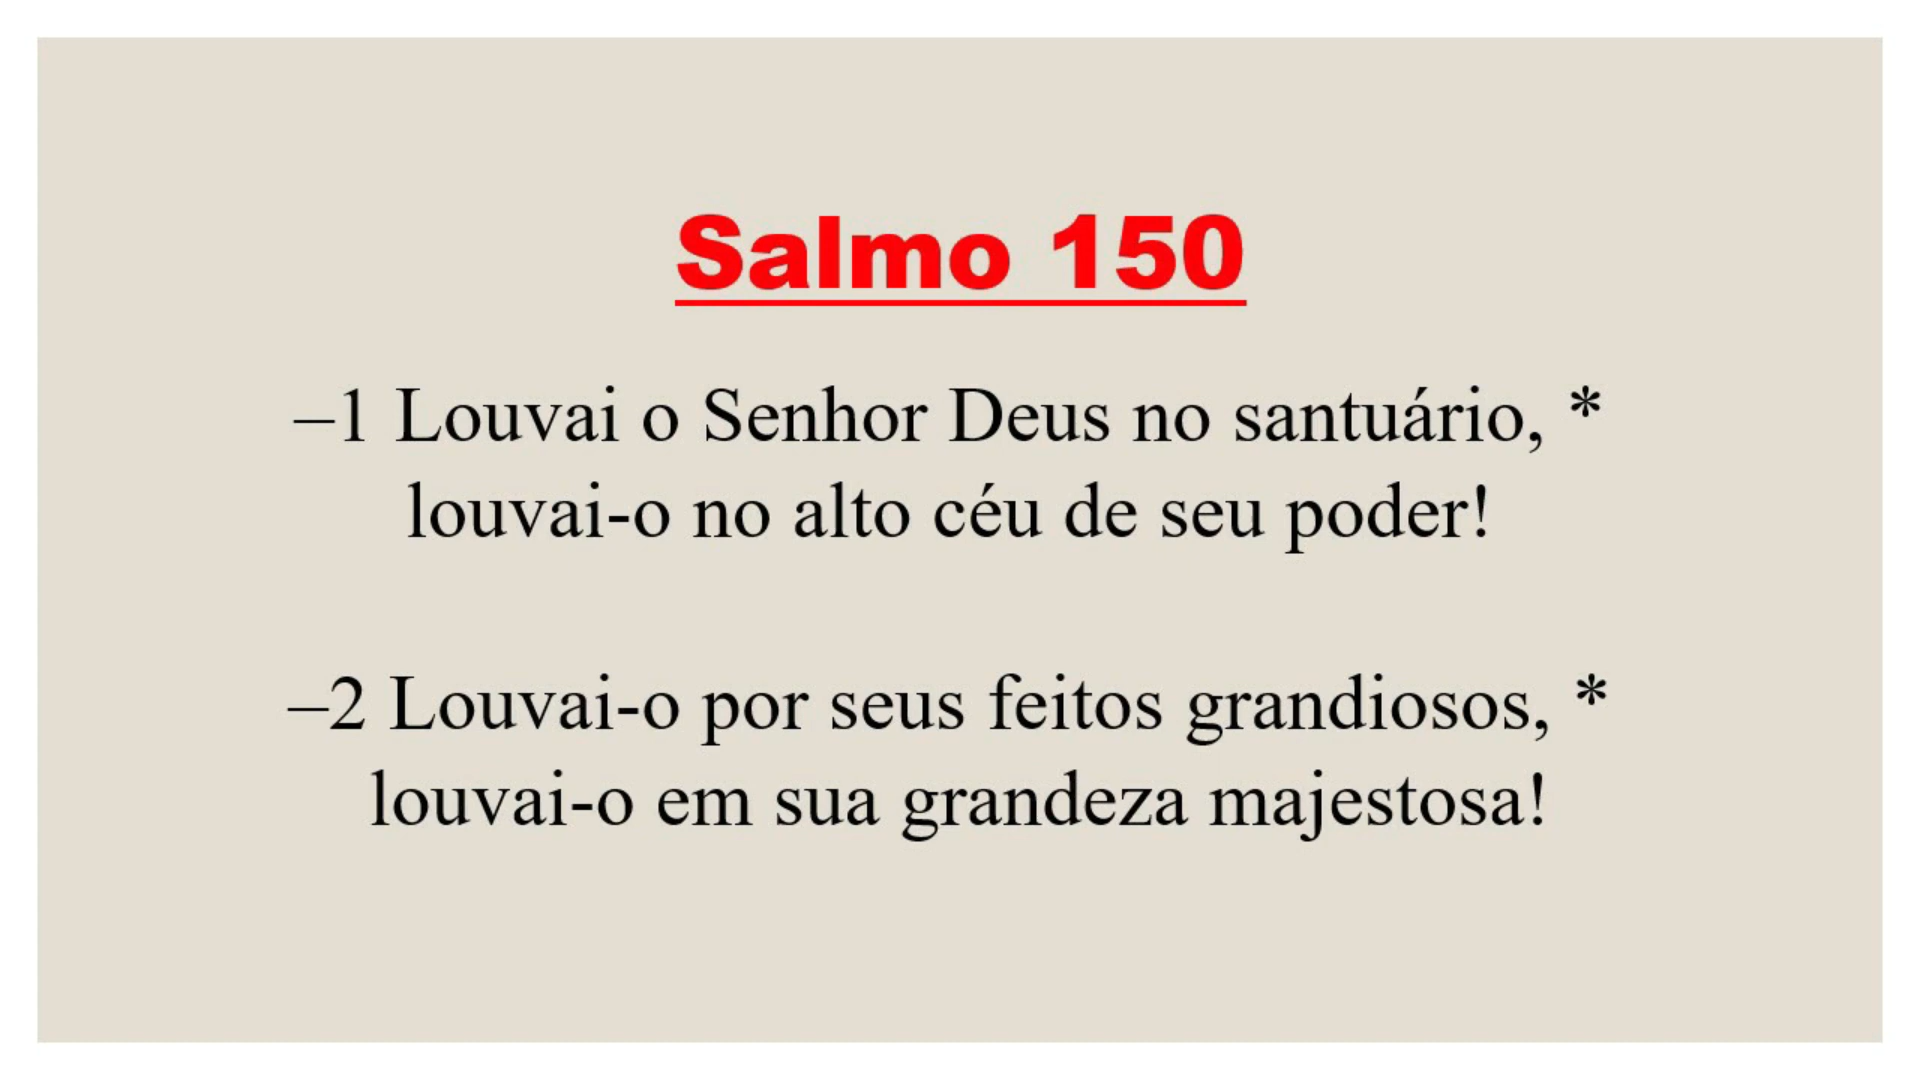 Salmo 150
–1 Louvai o Senhor Deus no santuário, *
louvai-o no alto céu de seu poder!
–2 Louvai-o por seus feitos grandiosos, *
louvai-o em sua grandeza majestosa!